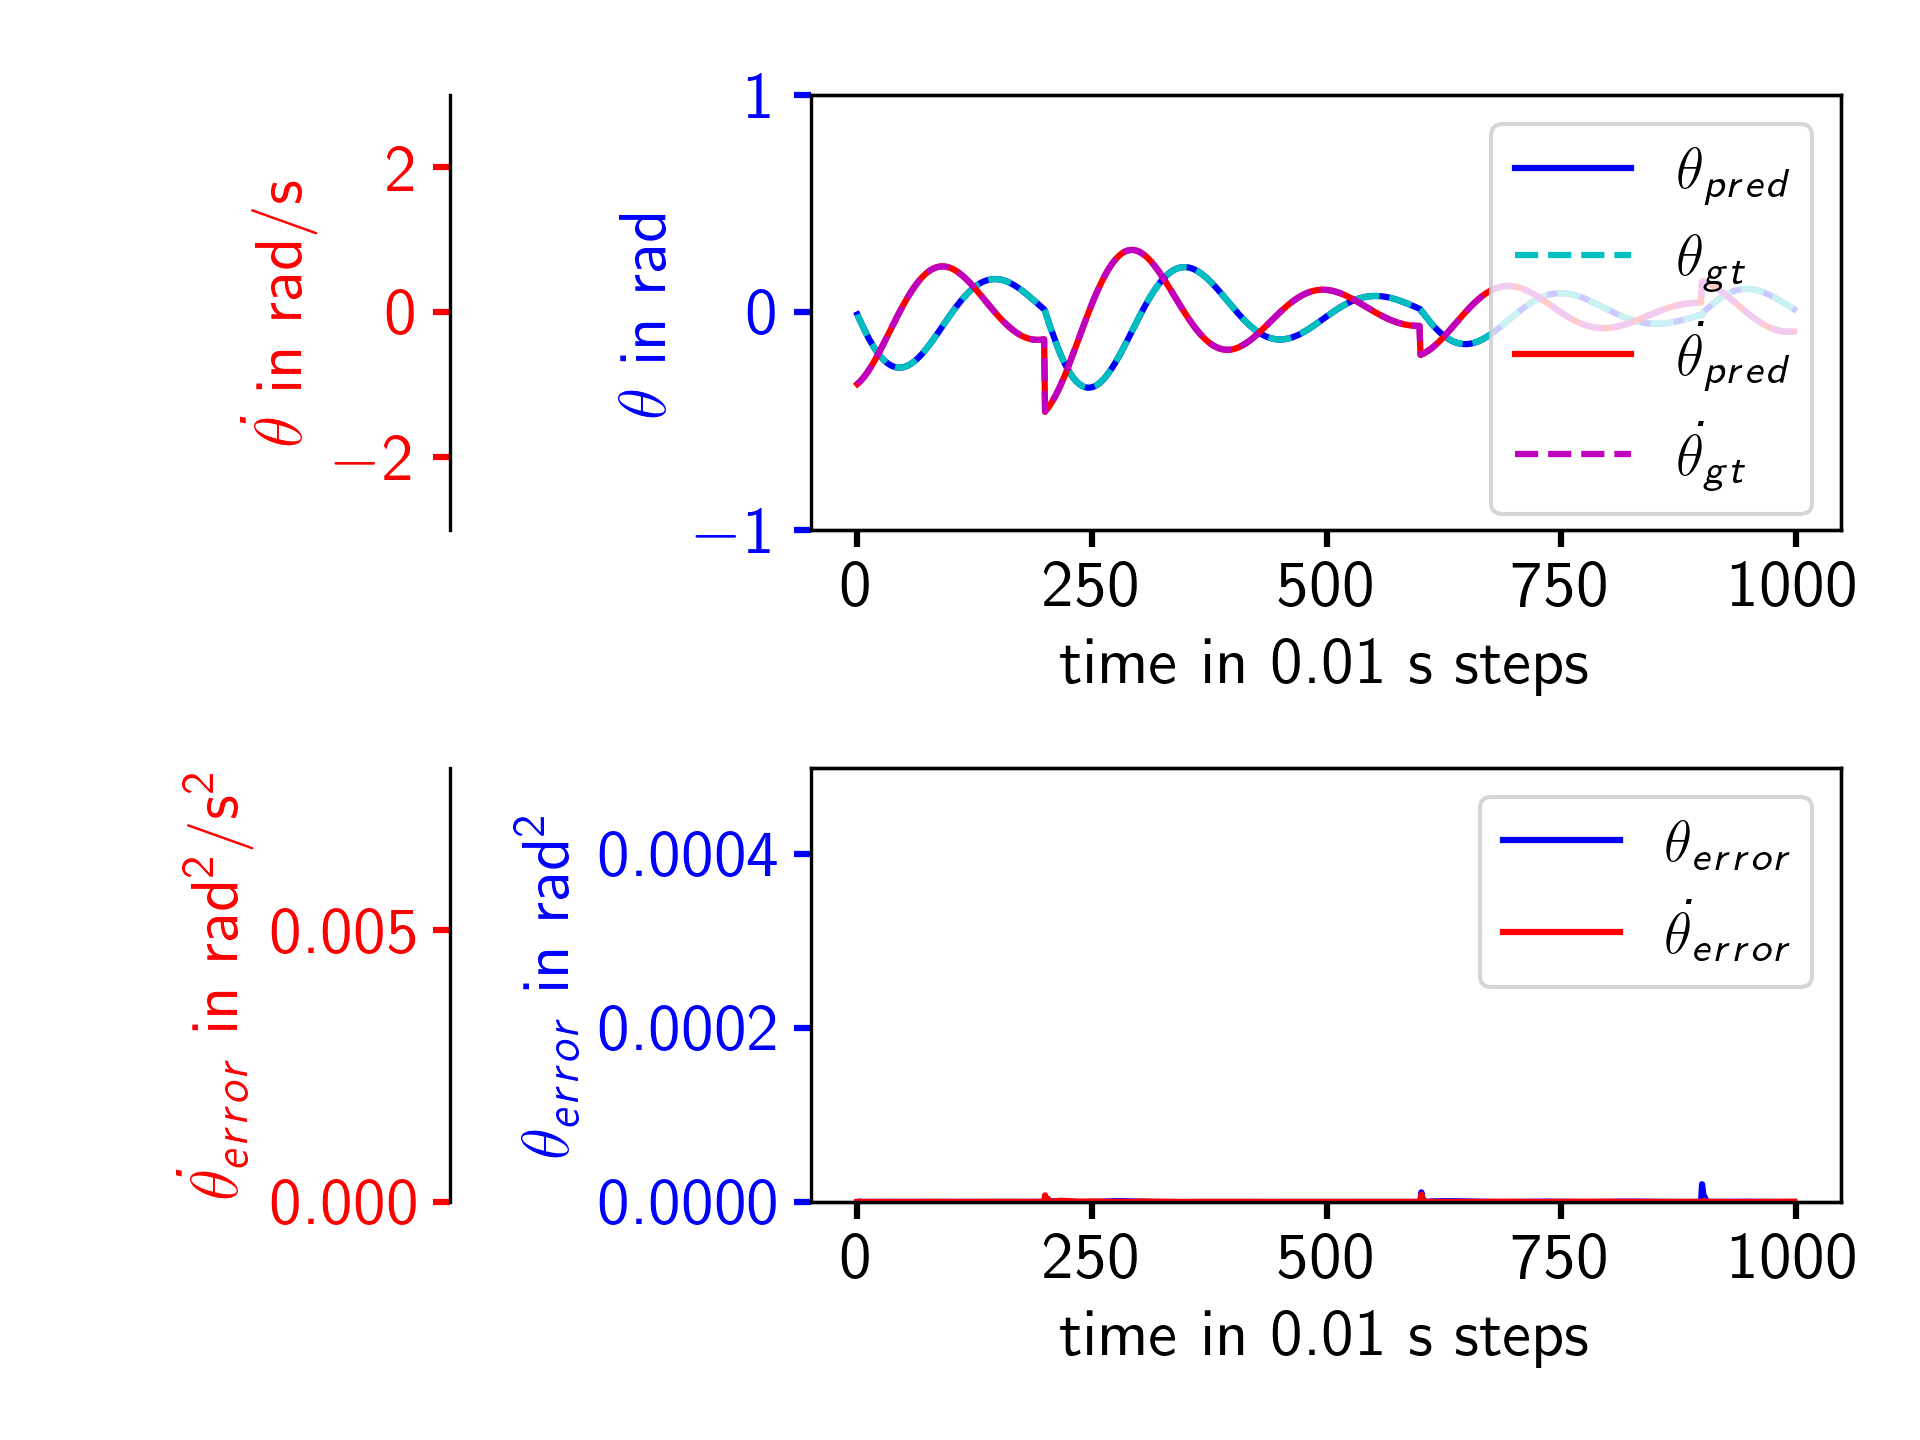 θ̇ in rad/s
2
0
−2
θ in rad
1
0
−1
θ_pred
θ_gt
θ̇_pred
θ̇_gt
0 250 500 750 1000
time in 0.01 s steps
θ̇_error in rad²/s²
0.005
0.000
θ_error in rad²
0.0004
0.0002
0.0000
θ_error
θ̇_error
0 250 500 750 1000
time in 0.01 s steps